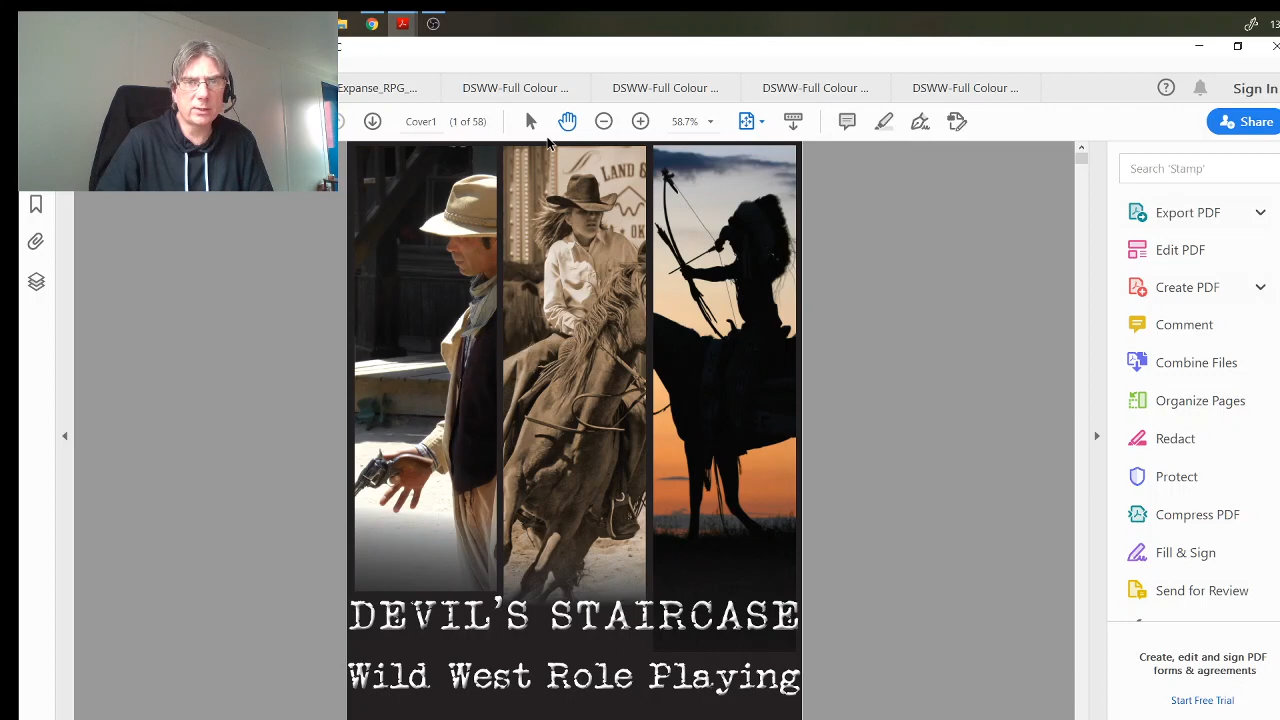 13
Expanse_RPG_...
DSWW-Full Colour ...
DSWW-Full Colour ...
DSWW-Full Colour ...
DSWW-Full Colour ...
Sign In
Cover1
(1 of 58)
58.7%
Share
Search 'Stamp'
Export PDF
Edit PDF
Create PDF
Comment
Combine Files
Organize Pages
Redact
Protect
Compress PDF
Fill & Sign
Send for Review
Create, edit and sign PDF
forms & agreements
Start Free Trial
LAND &
OK
DEVIL'S STAIRCASE
Wild West Role Playing